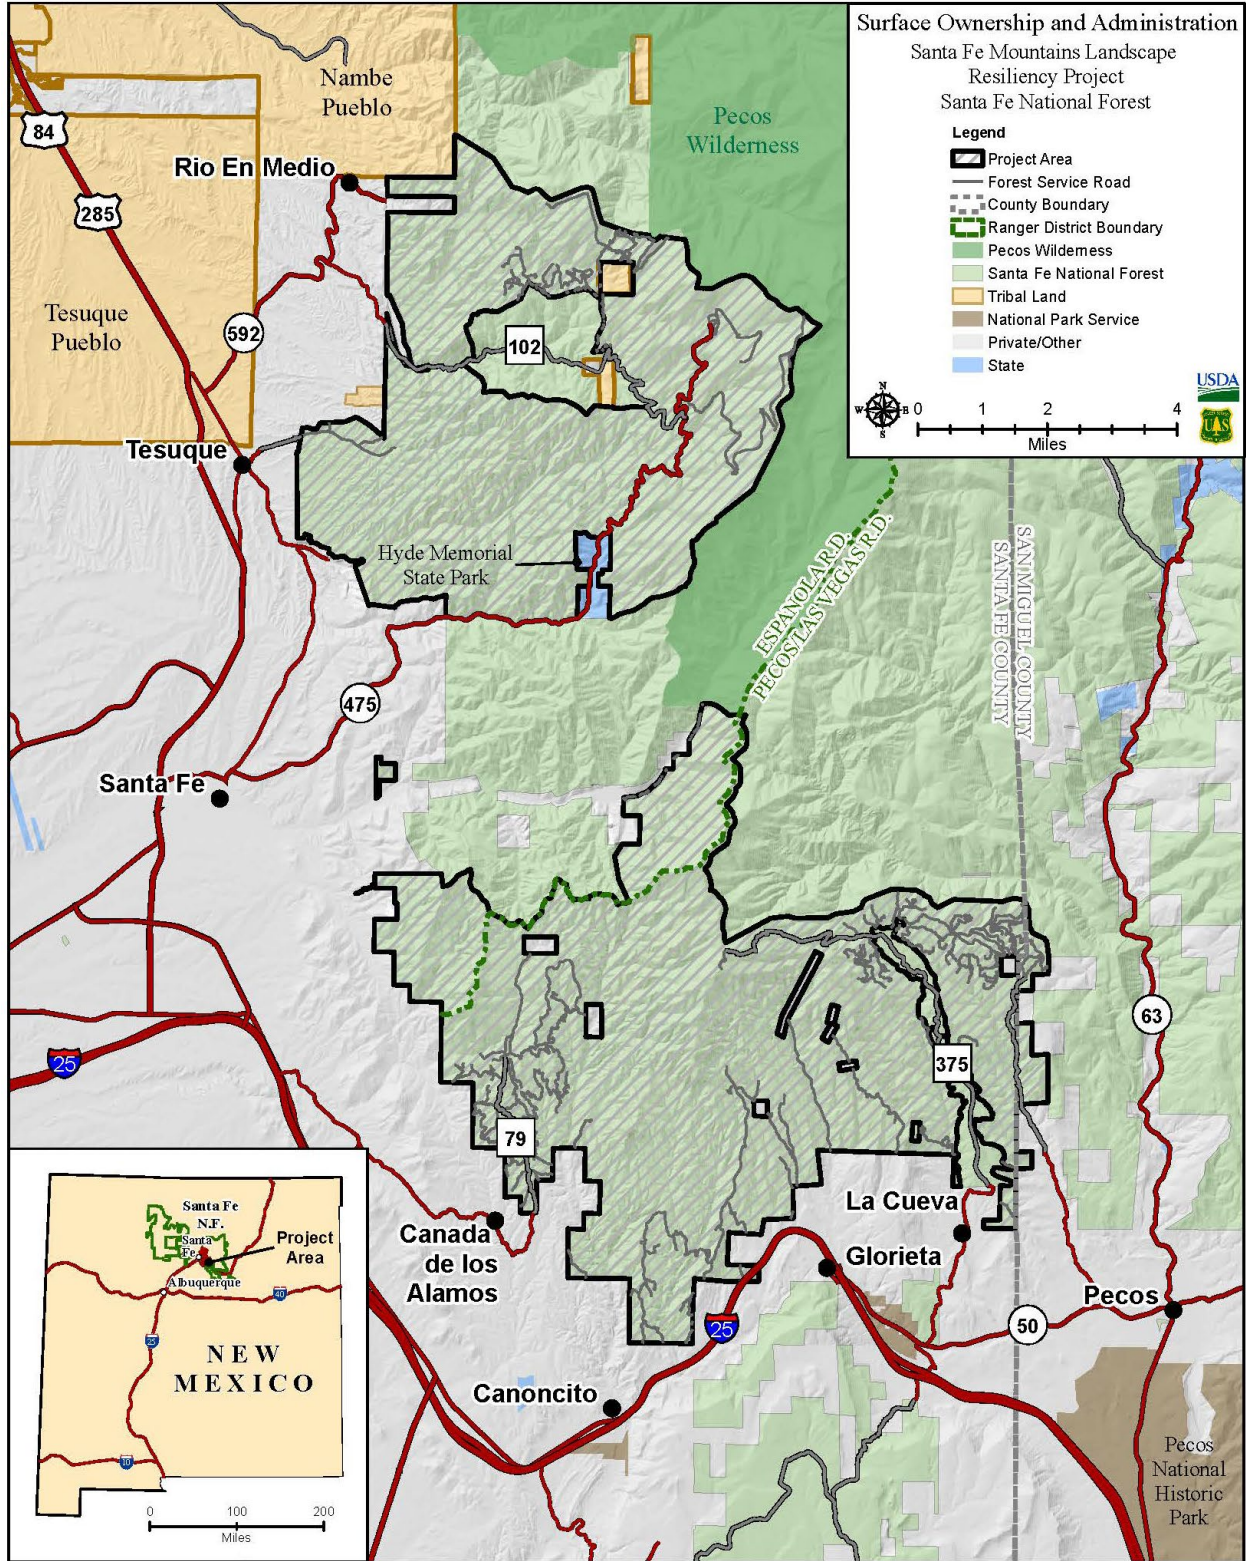 Surface Ownership and Administration
Santa Fe Mountains Landscape
Resiliency Project
Santa Fe National Forest
Legend
Project Area
Forest Service Road
County Boundary
Ranger District Boundary
Pecos Wilderness
Santa Fe National Forest
Tribal Land
National Park Service
Private/Other
State
USDA
UAS
N
W
E
S
0 1 2 4
Miles
Nambe
Pueblo
Pecos
Wilderness
84
Rio En Medio
285
Tesuque
Pueblo
592
102
Tesuque
Hyde Memorial
State Park
ESPANOLA R.D.
PECOS/LAS VEGAS R.D.
SAN MIGUEL COUNTY
SANTA FE COUNTY
475
Santa Fe
63
25
375
79
La Cueva
Canada
de los
Alamos
Glorieta
Pecos
25
50
Canoncito
Pecos
National
Historic
Park
Santa Fe
N.F.
Santa
Fe
Project
Area
Albuquerque
40
25
NEW
MEXICO
10
0 100 200
Miles